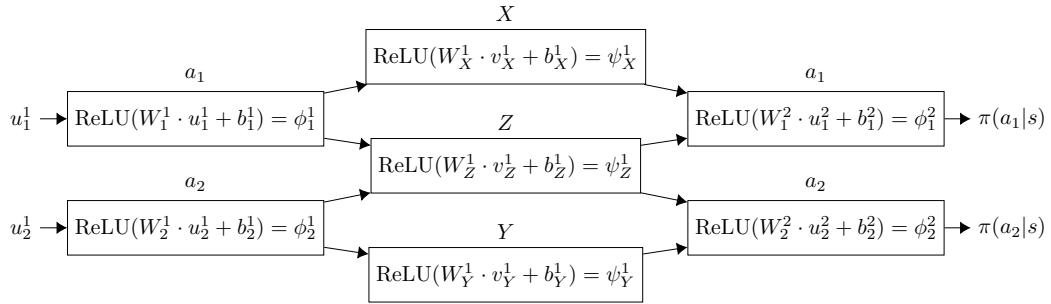 X
ReLU(W_X^1 · v_X^1 + b_X^1) = ψ_X^1
a_1 a_1
u_1^1 ReLU(W_1^1 · u_1^1 + b_1^1) = ϕ_1^1 ReLU(W_1^2 · u_1^2 + b_1^2) = ϕ_1^2 π(a_1|s)
Z
ReLU(W_Z^1 · v_Z^1 + b_Z^1) = ψ_Z^1
a_2 a_2
u_2^1 ReLU(W_2^1 · u_2^1 + b_2^1) = ϕ_2^1 ReLU(W_2^2 · u_2^2 + b_2^2) = ϕ_2^2 π(a_2|s)
Y
ReLU(W_Y^1 · v_Y^1 + b_Y^1) = ψ_Y^1